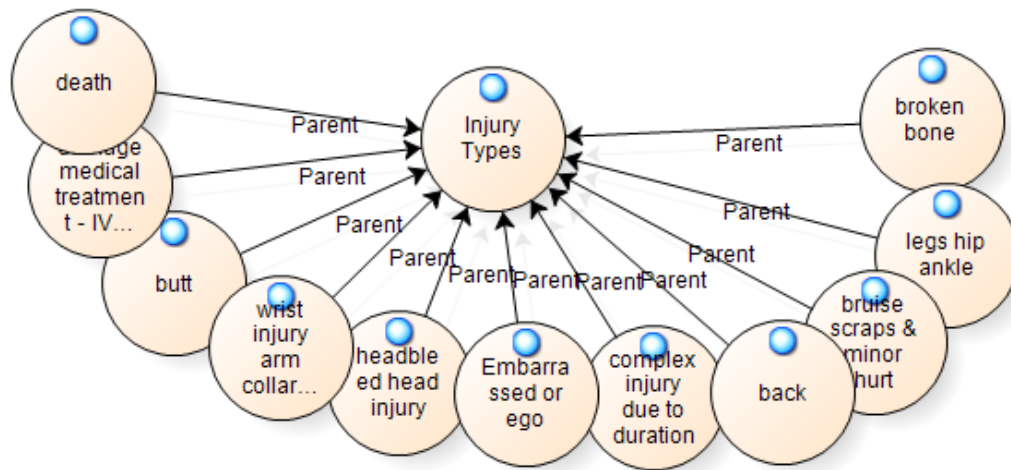 death
Injury
Types
broken
bone
Parent
Parent
medical
treatmen
t - IV...
Parent
Parent
butt
Parent
legs hip
ankle
Parent
Parent
Parent
Parent
Parent
Parent
wrist
injury
arm
collar...
headble
ed head
injury
Embarra
ssed or
ego
complex
injury
due to
duration
back
bruise
scraps &
minor
hurt